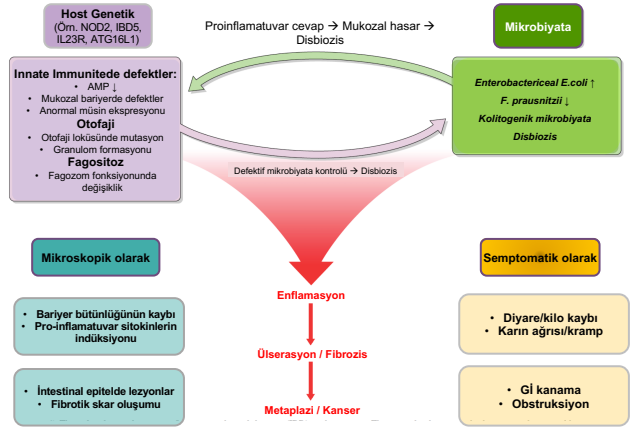 Host Genetik
(Örn. NOD2, IBD5,
IL23R, ATG16L1)
Proinflamatuvar cevap → Mukozal hasar →
Disbiozis
Mikrobiyata
Innate Immunitede defektler:
• AMP ↓
• Mukozal bariyerde defektler
• Anormal müsin ekspresyonu
Otofaji
• Otofaji loküsünde mutasyon
• Granulom formasyonu
Fagositoz
• Fagozom fonksiyonunda
değişiklik
Enterobactericeal E.coli ↑
F. prausnitzii ↓
Kolitogenik mikrobiyata
Disbiozis
Defektif mikrobiyata kontrolü → Disbiozis
Mikroskopik olarak
Semptomatik olarak
Enflamasyon
• Bariyer bütünlüğünün kaybı
• Pro-inflamatuvar sitokinlerin
indüksiyonu
• Diyare/kilo kaybı
• Karın ağrısı/kramp
Ülserasyon / Fibrozis
• İntestinal epitelde lezyonlar
• Fibrotik skar oluşumu
• Gİ kanama
• Obstruksiyon
Metaplazi / Kanser